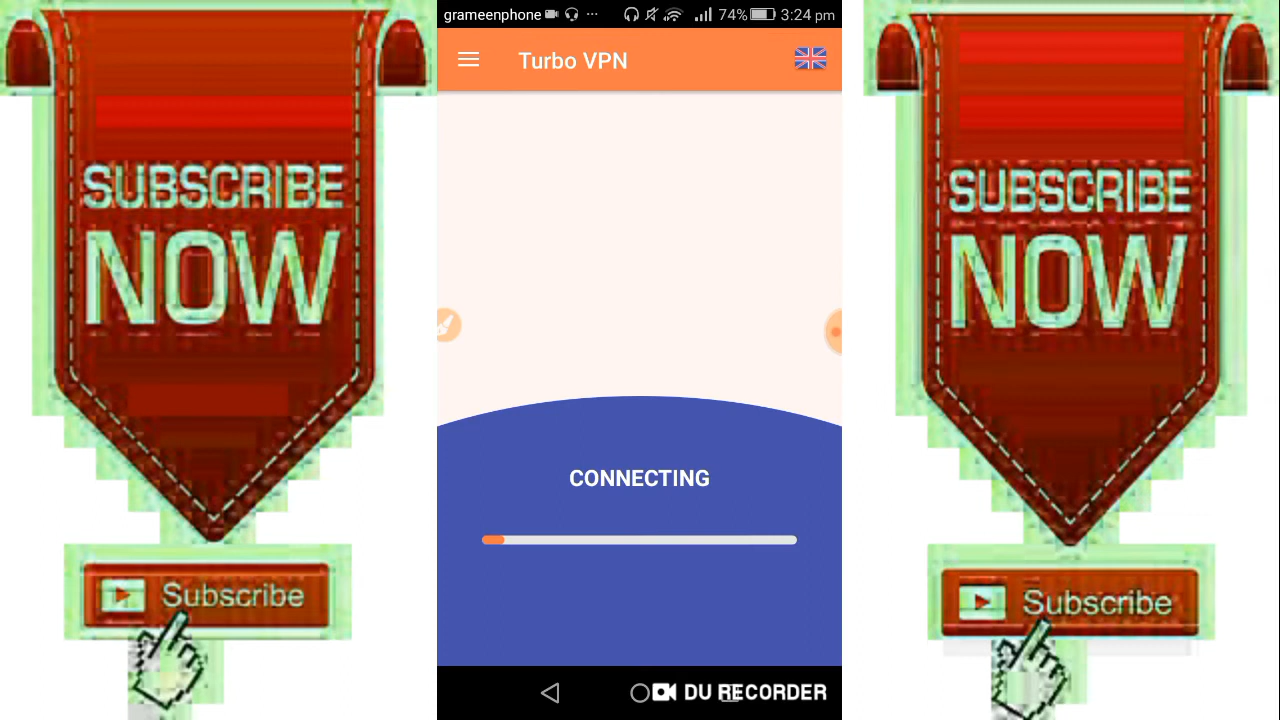 SUBSCRIBE
NOW
Subscribe
grameenphone ... 74% 3:24 pm
Turbo VPN
CONNECTING
DU RECORDER
SUBSCRIBE
NOW
Subscribe